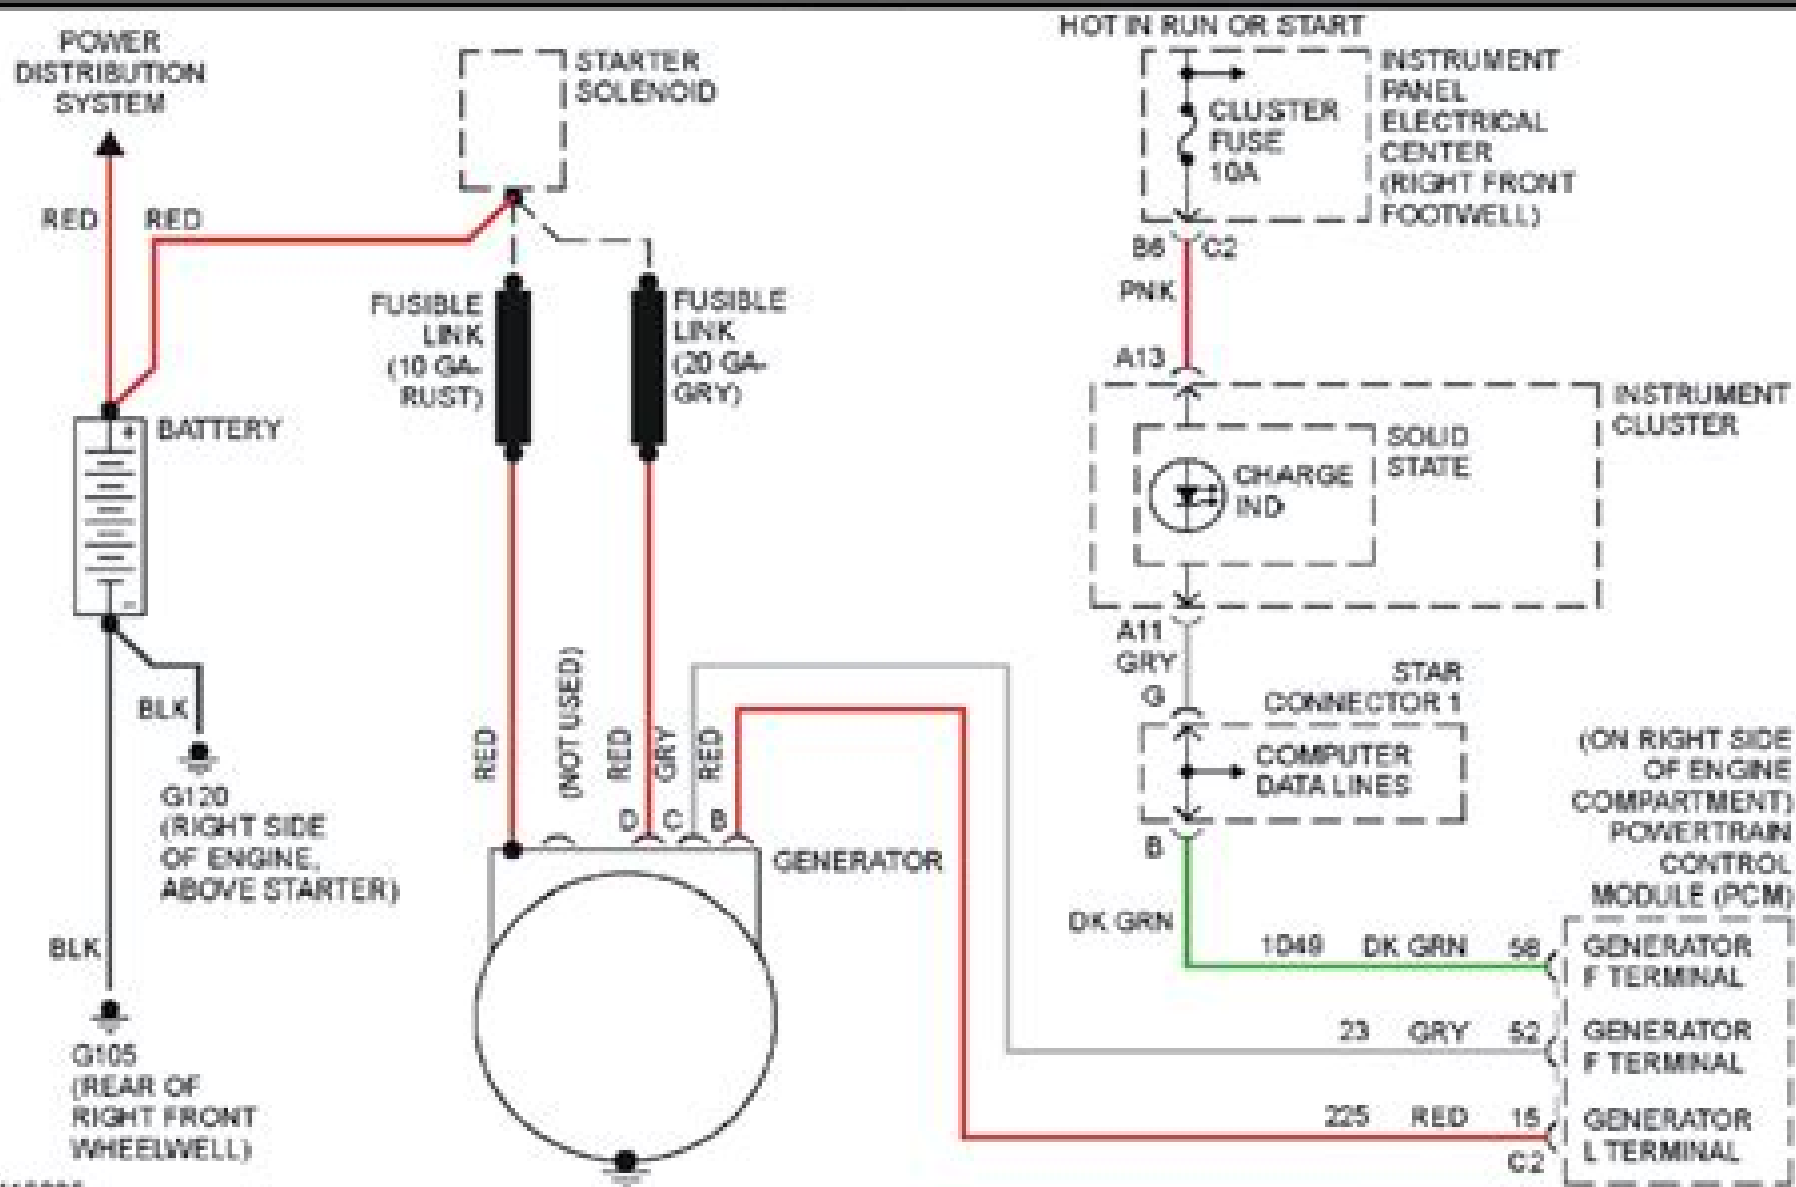 POWER
DISTRIBUTION
SYSTEM
RED
RED
BATTERY
+
-
BLK
G120
(RIGHT SIDE
OF ENGINE,
ABOVE STARTER)
BLK
G105
(REAR OF
RIGHT FRONT
WHEELWELL)
STARTER
SOLENOID
FUSIBLE
LINK
(10 GA-
RUST)
FUSIBLE
LINK
(20 GA-
GRY)
RED
(NOT USED)
RED
GRY
RED
D
C
B
GENERATOR
HOT IN RUN OR START
CLUSTER
FUSE
10A
INSTRUMENT
PANEL
ELECTRICAL
CENTER
(RIGHT FRONT
FOOTWELL)
B6
C2
PNK
A13
INSTRUMENT
CLUSTER
SOLID
STATE
CHARGE
IND
A11
GRY
G
STAR
CONNECTOR 1
COMPUTER
DATA LINES
B
DK GRN
(ON RIGHT SIDE
OF ENGINE
COMPARTMENT)
POWERTRAIN
CONTROL
MODULE (PCM)
1049 DK GRN 58
GENERATOR
F TERMINAL
23 GRY 52
GENERATOR
F TERMINAL
225 RED 15
GENERATOR
L TERMINAL
C2